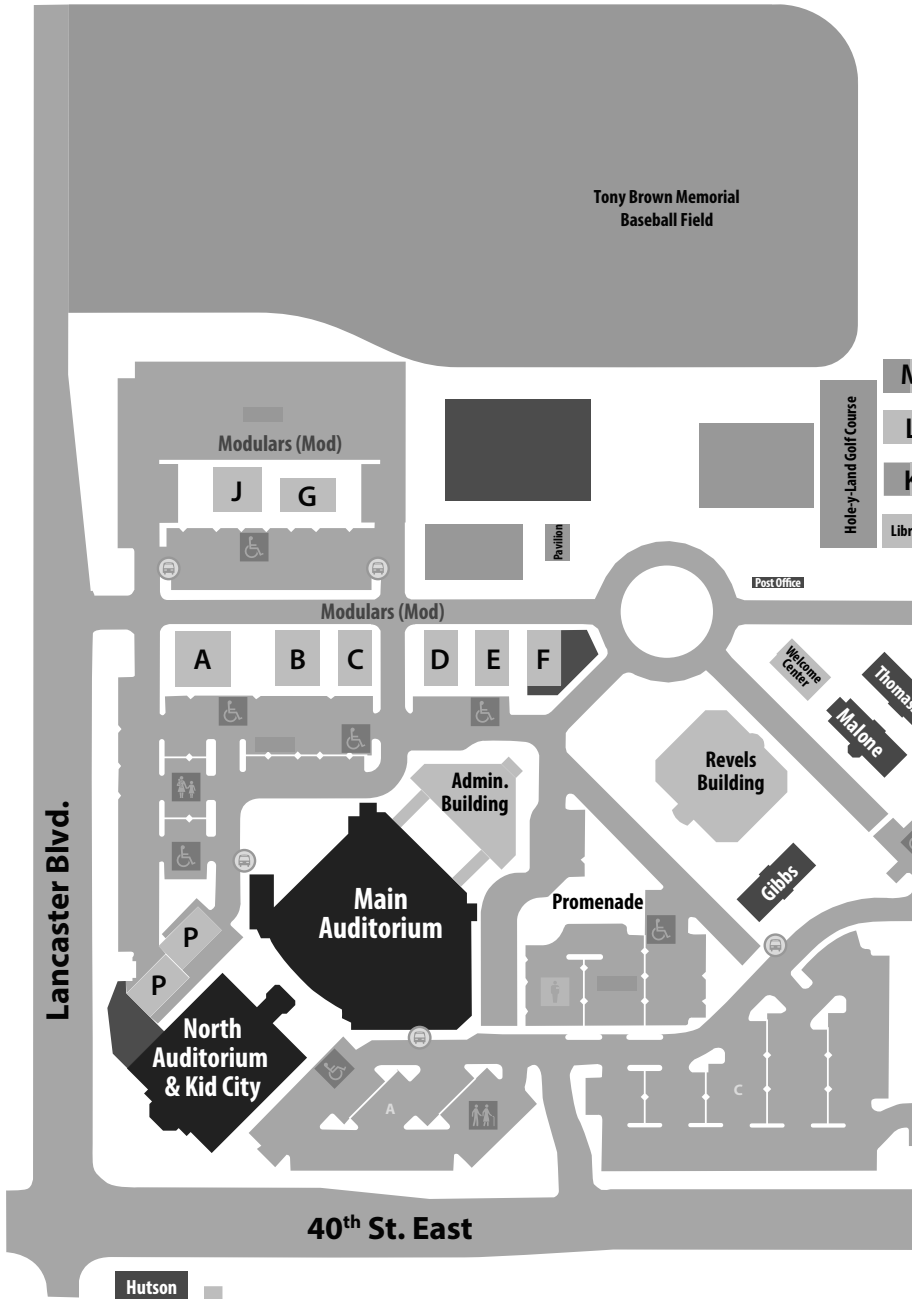 Tony Brown Memorial
Baseball Field
M
L
K
Hole-y-Land Golf Course
Modulars (Mod)
J
G
Pavilion
Post Office
Modulars (Mod)
A
B
C
D
E
F
Welcome
Center
Thomas
Malone
Revels
Building
Admin.
Building
Gibbs
Lancaster Blvd.
Main
Auditorium
Promenade
P
P
North
Auditorium
& Kid City
A
C
40th St. East
Hutson